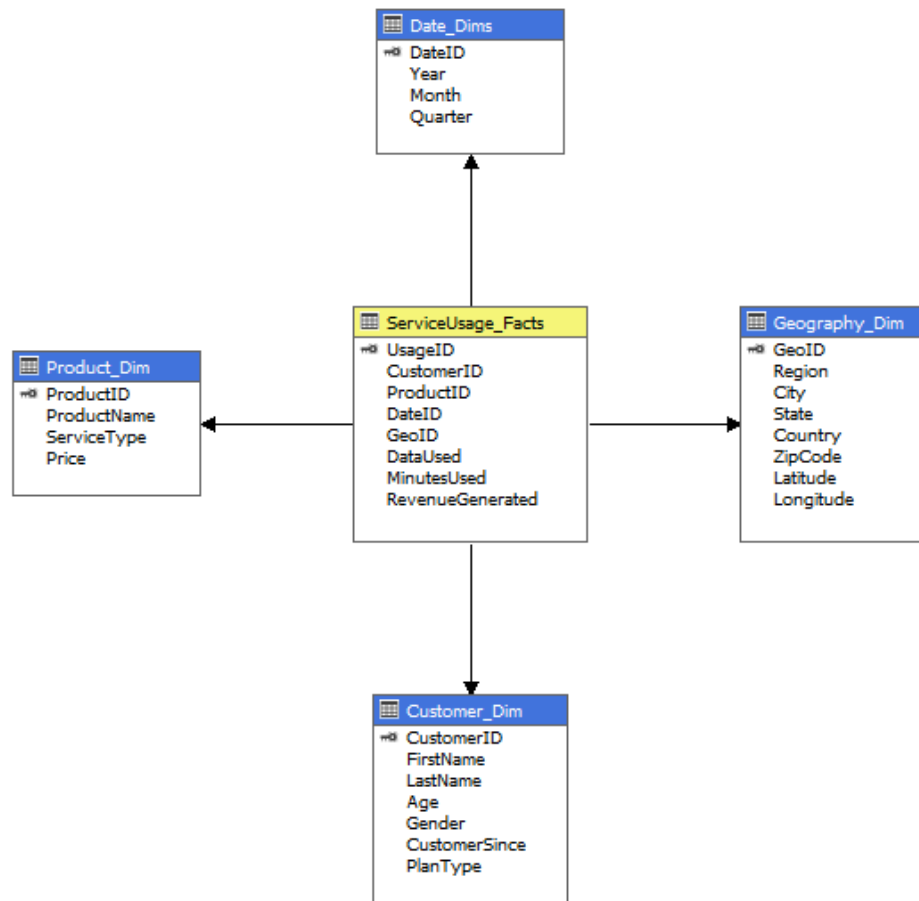 Date_Dims
DateID
Year
Month
Quarter
ServiceUsage_Facts
UsageID
CustomerID
ProductID
DateID
GeoID
DataUsed
MinutesUsed
RevenueGenerated
Geography_Dim
GeoID
Region
City
State
Country
ZipCode
Latitude
Longitude
Product_Dim
ProductID
ProductName
ServiceType
Price
Customer_Dim
CustomerID
FirstName
LastName
Age
Gender
CustomerSince
PlanType